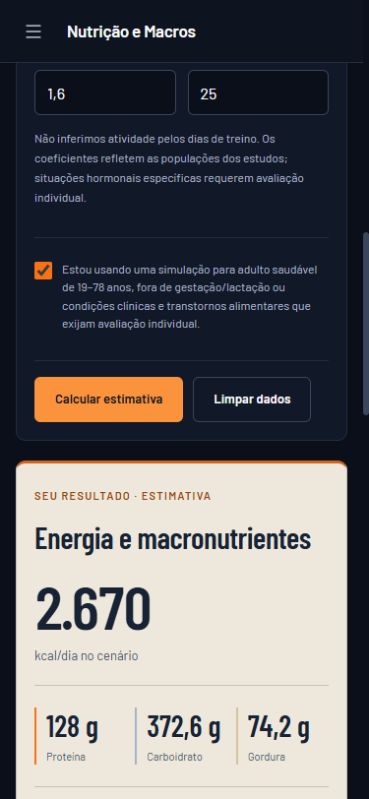 Nutrição e Macros
1,6
25
Não inferimos atividade pelos dias de treino. Os
coeficientes refletem as populações dos estudos;
situações hormonais específicas requerem avaliação
individual.
Estou usando uma simulação para adulto saudável
de 19–78 anos, fora de gestação/lactação ou
condições clínicas e transtornos alimentares que
exijam avaliação individual.
Calcular estimativa
Limpar dados
SEU RESULTADO · ESTIMATIVA
Energia e macronutrientes
2.670
kcal/dia no cenário
128 g
372,6 g
74,2 g
Proteína
Carboidrato
Gordura